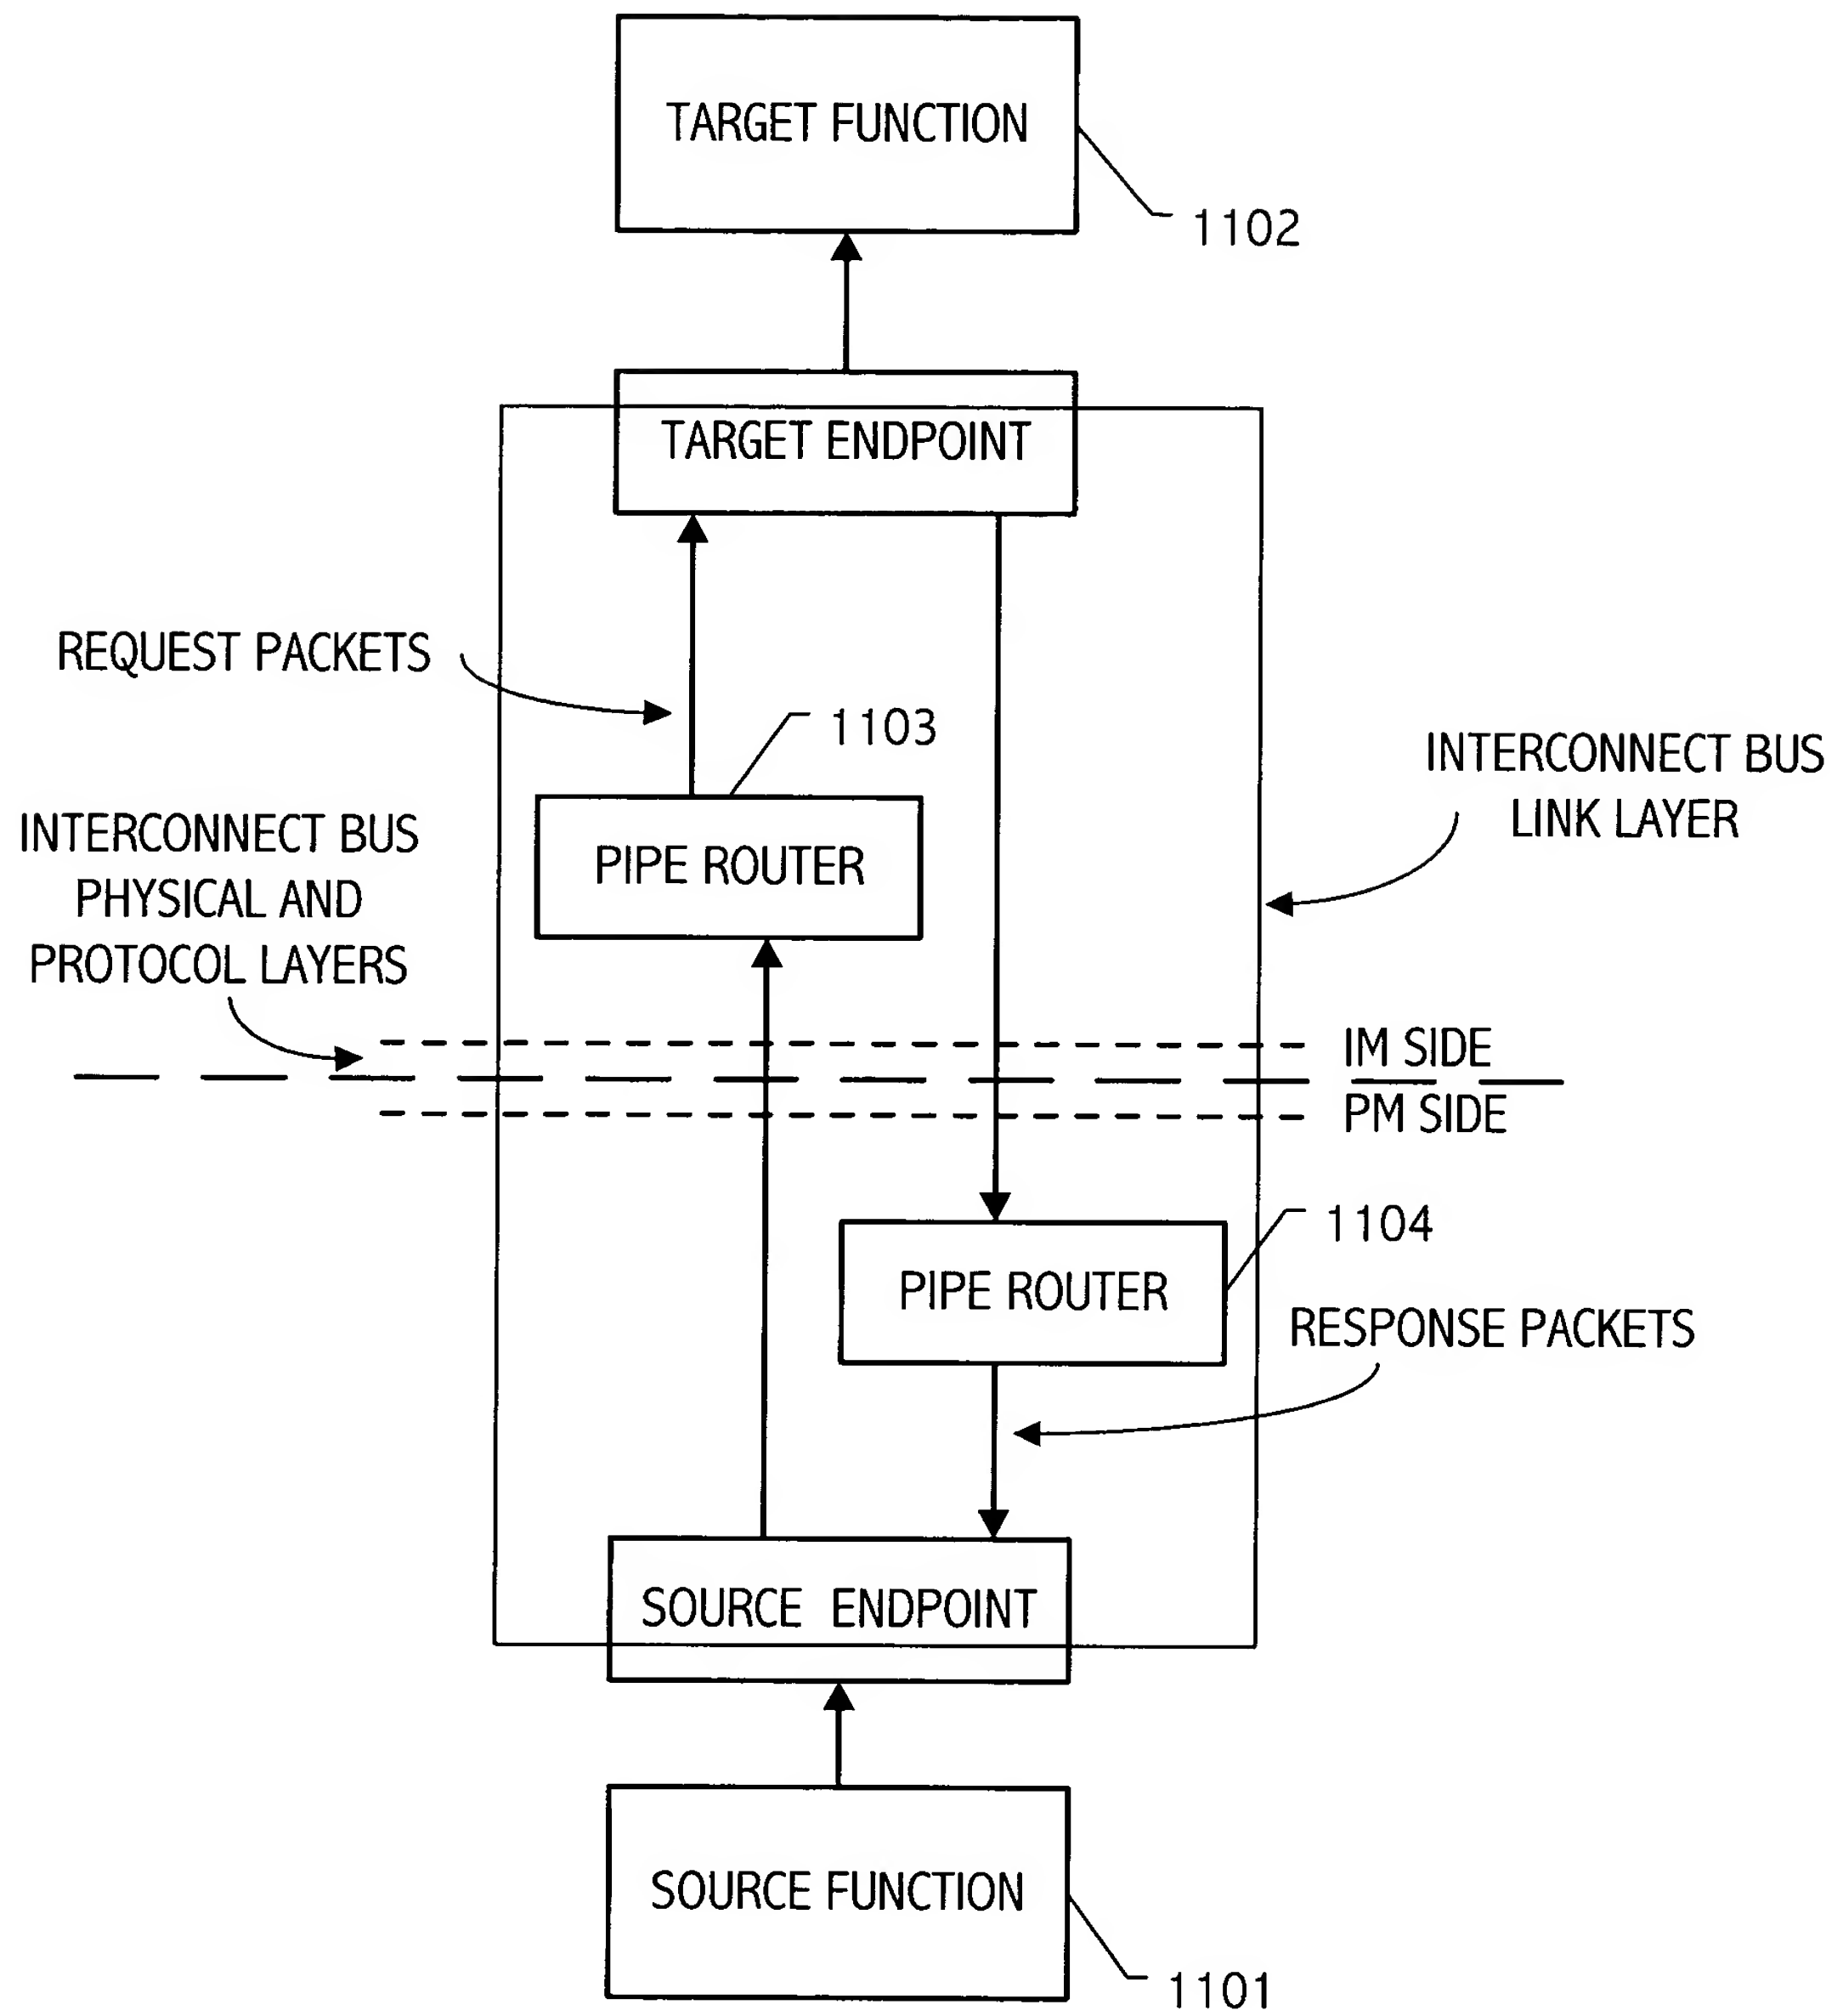 TARGET FUNCTION
1102
TARGET ENDPOINT
REQUEST PACKETS
1103
INTERCONNECT BUS
LINK LAYER
INTERCONNECT BUS
PHYSICAL AND
PROTOCOL LAYERS
PIPE ROUTER
IM SIDE
PM SIDE
1104
PIPE ROUTER
RESPONSE PACKETS
SOURCE ENDPOINT
SOURCE FUNCTION
1101